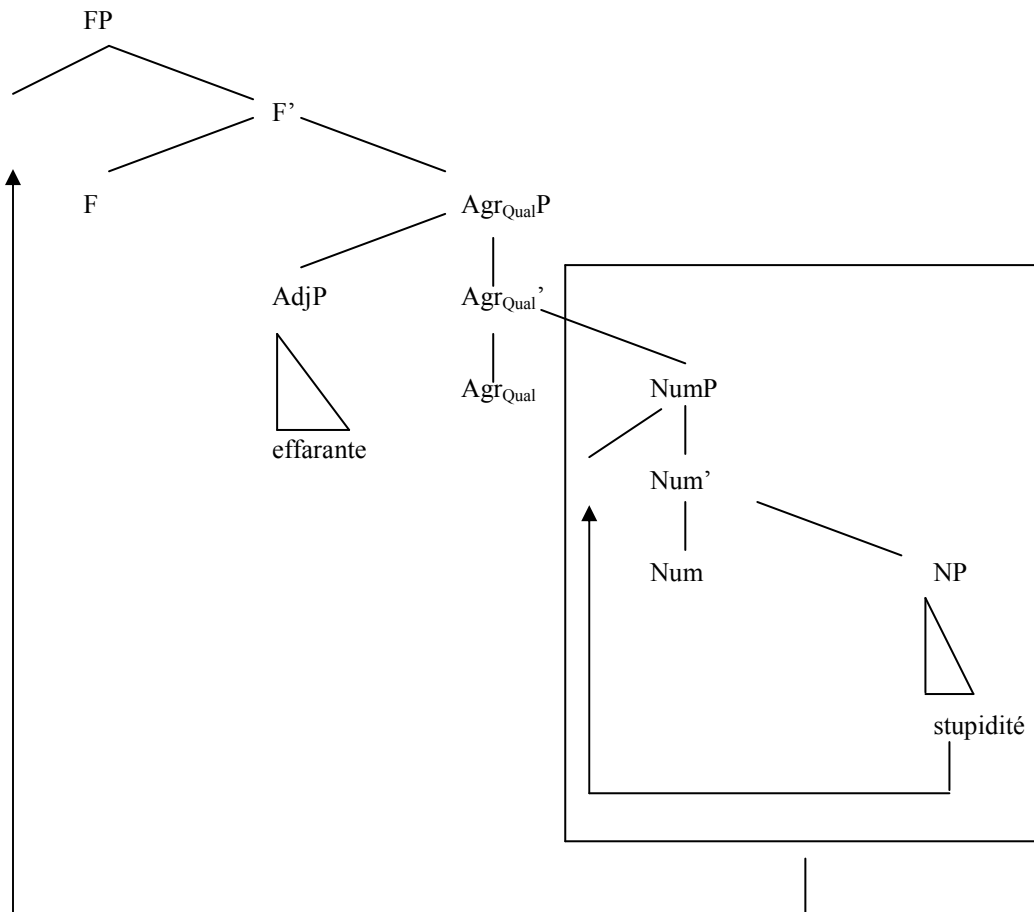 FP
F’
F
AgrQualP
AdjP
AgrQual’
AgrQual
NumP
effarante
Num’
Num
NP
stupidité